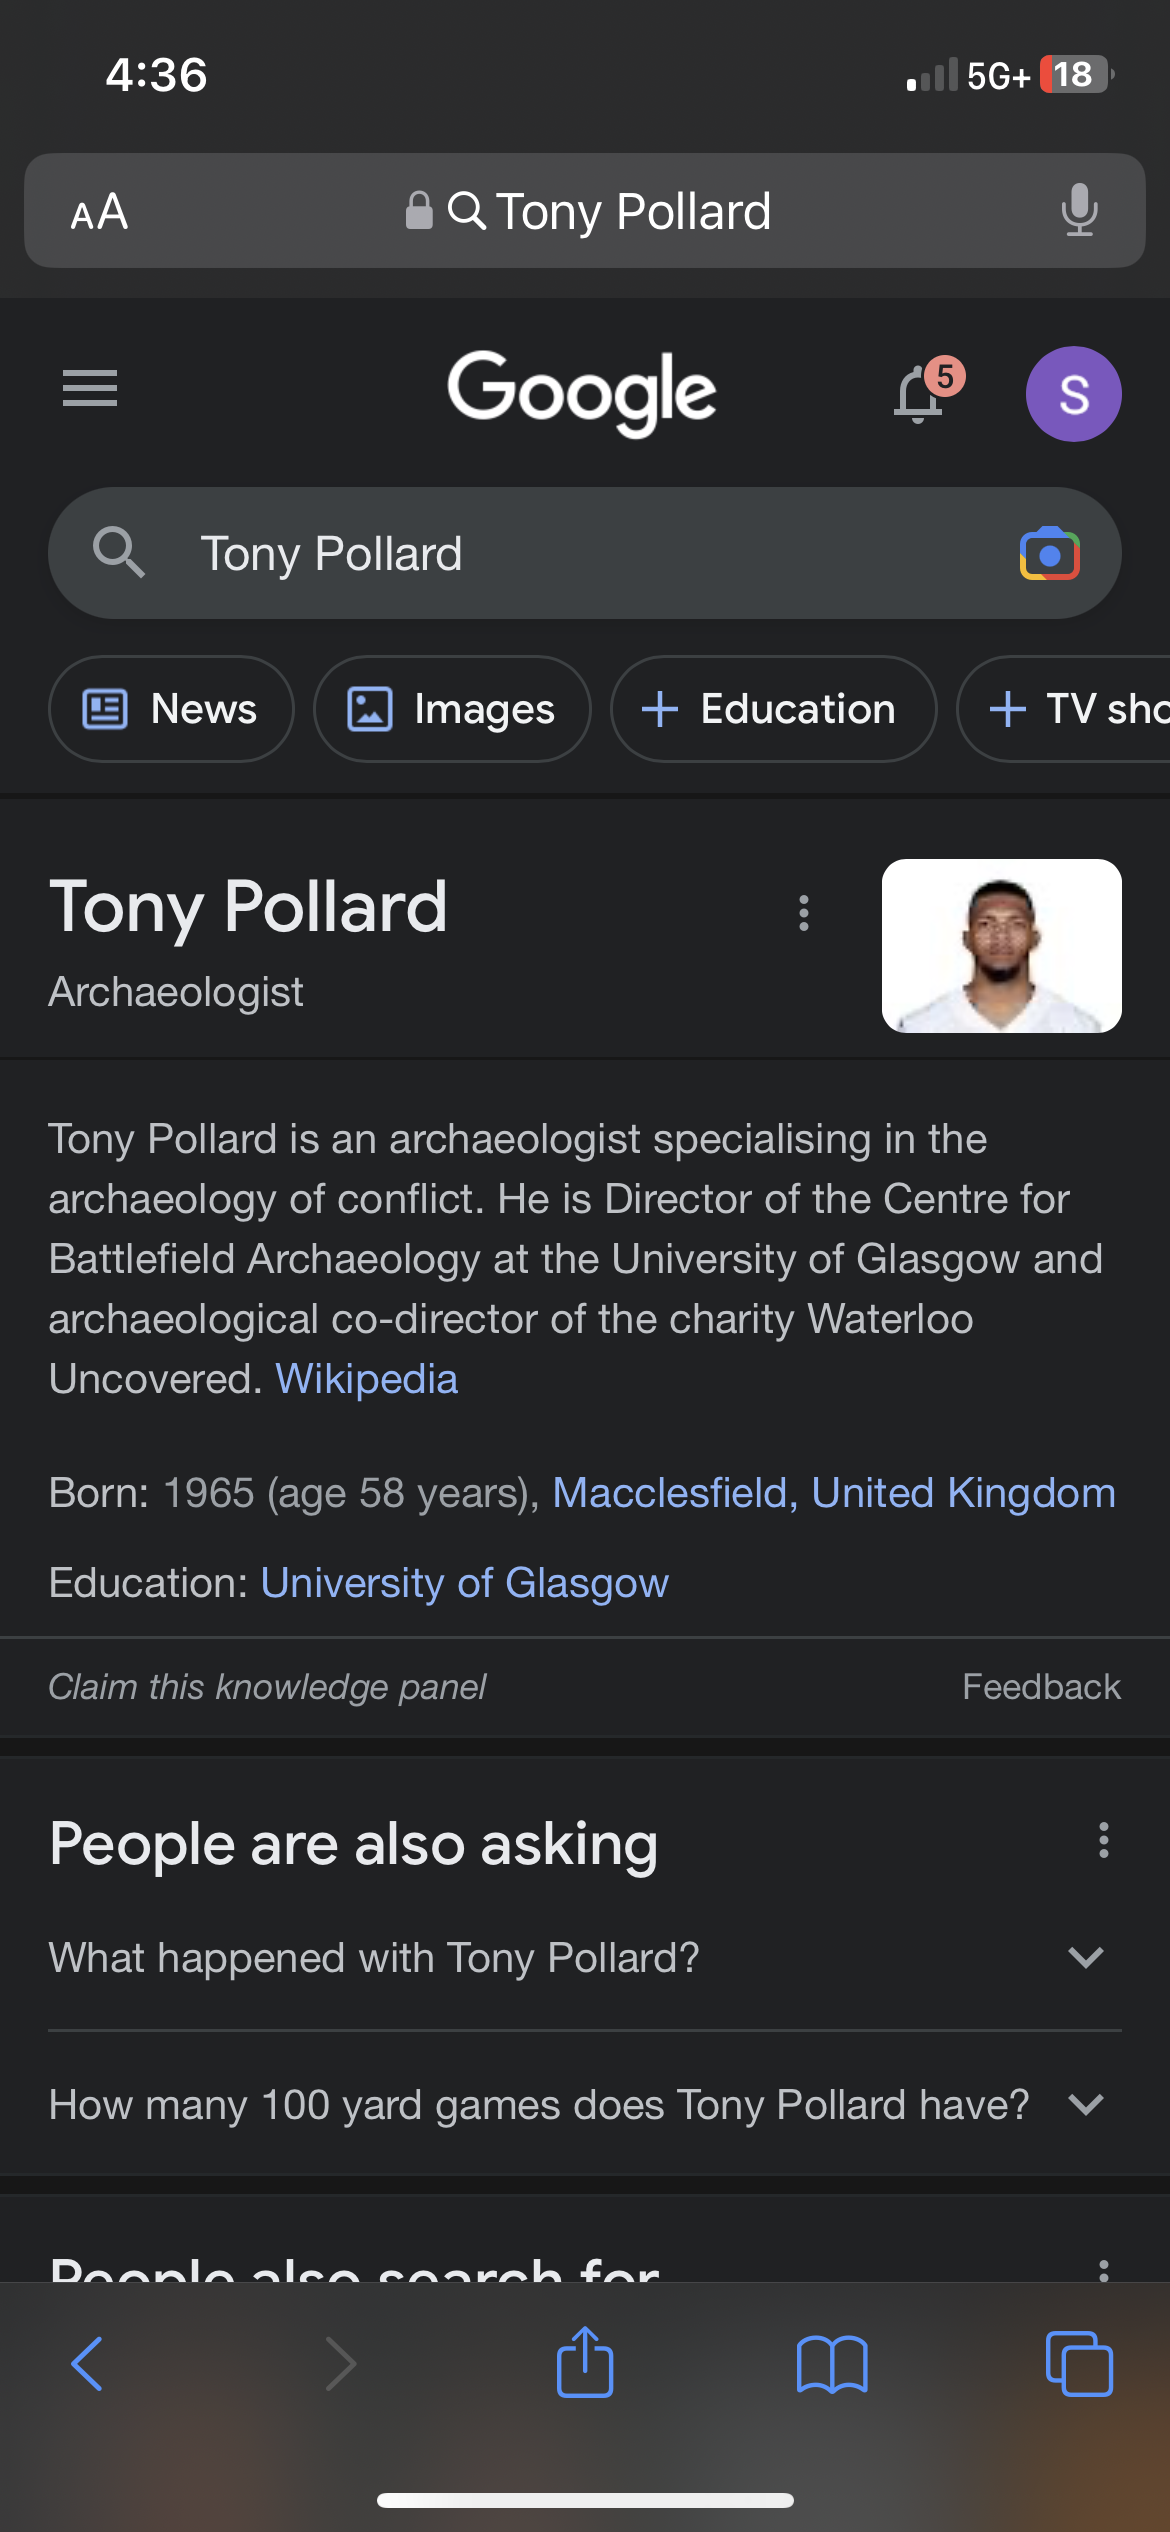 4:36
5G+ 18
AA Tony Pollard
Google
5
S
Tony Pollard
News Images + Education + TV sho
Tony Pollard
Archaeologist
Tony Pollard is an archaeologist specialising in the
archaeology of conflict. He is Director of the Centre for
Battlefield Archaeology at the University of Glasgow and
archaeological co-director of the charity Waterloo
Uncovered. Wikipedia
Born: 1965 (age 58 years), Macclesfield, United Kingdom
Education: University of Glasgow
Claim this knowledge panel Feedback
People are also asking
What happened with Tony Pollard?
How many 100 yard games does Tony Pollard have?
People also search for